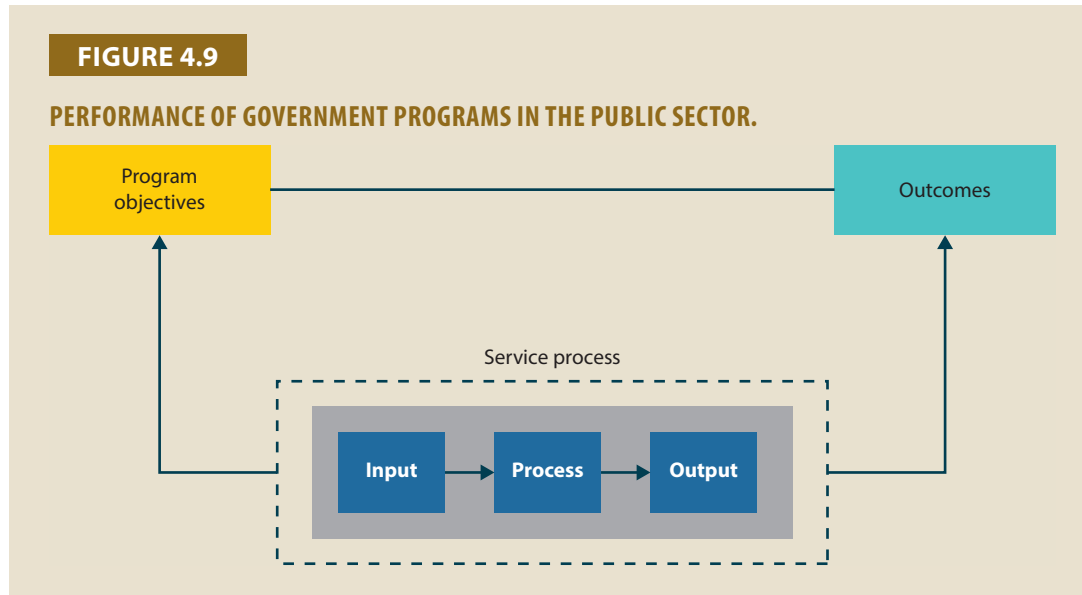 FIGURE 4.9
PERFORMANCE OF GOVERNMENT PROGRAMS IN THE PUBLIC SECTOR.
Program
objectives
Outcomes
Service process
Input
Process
Output